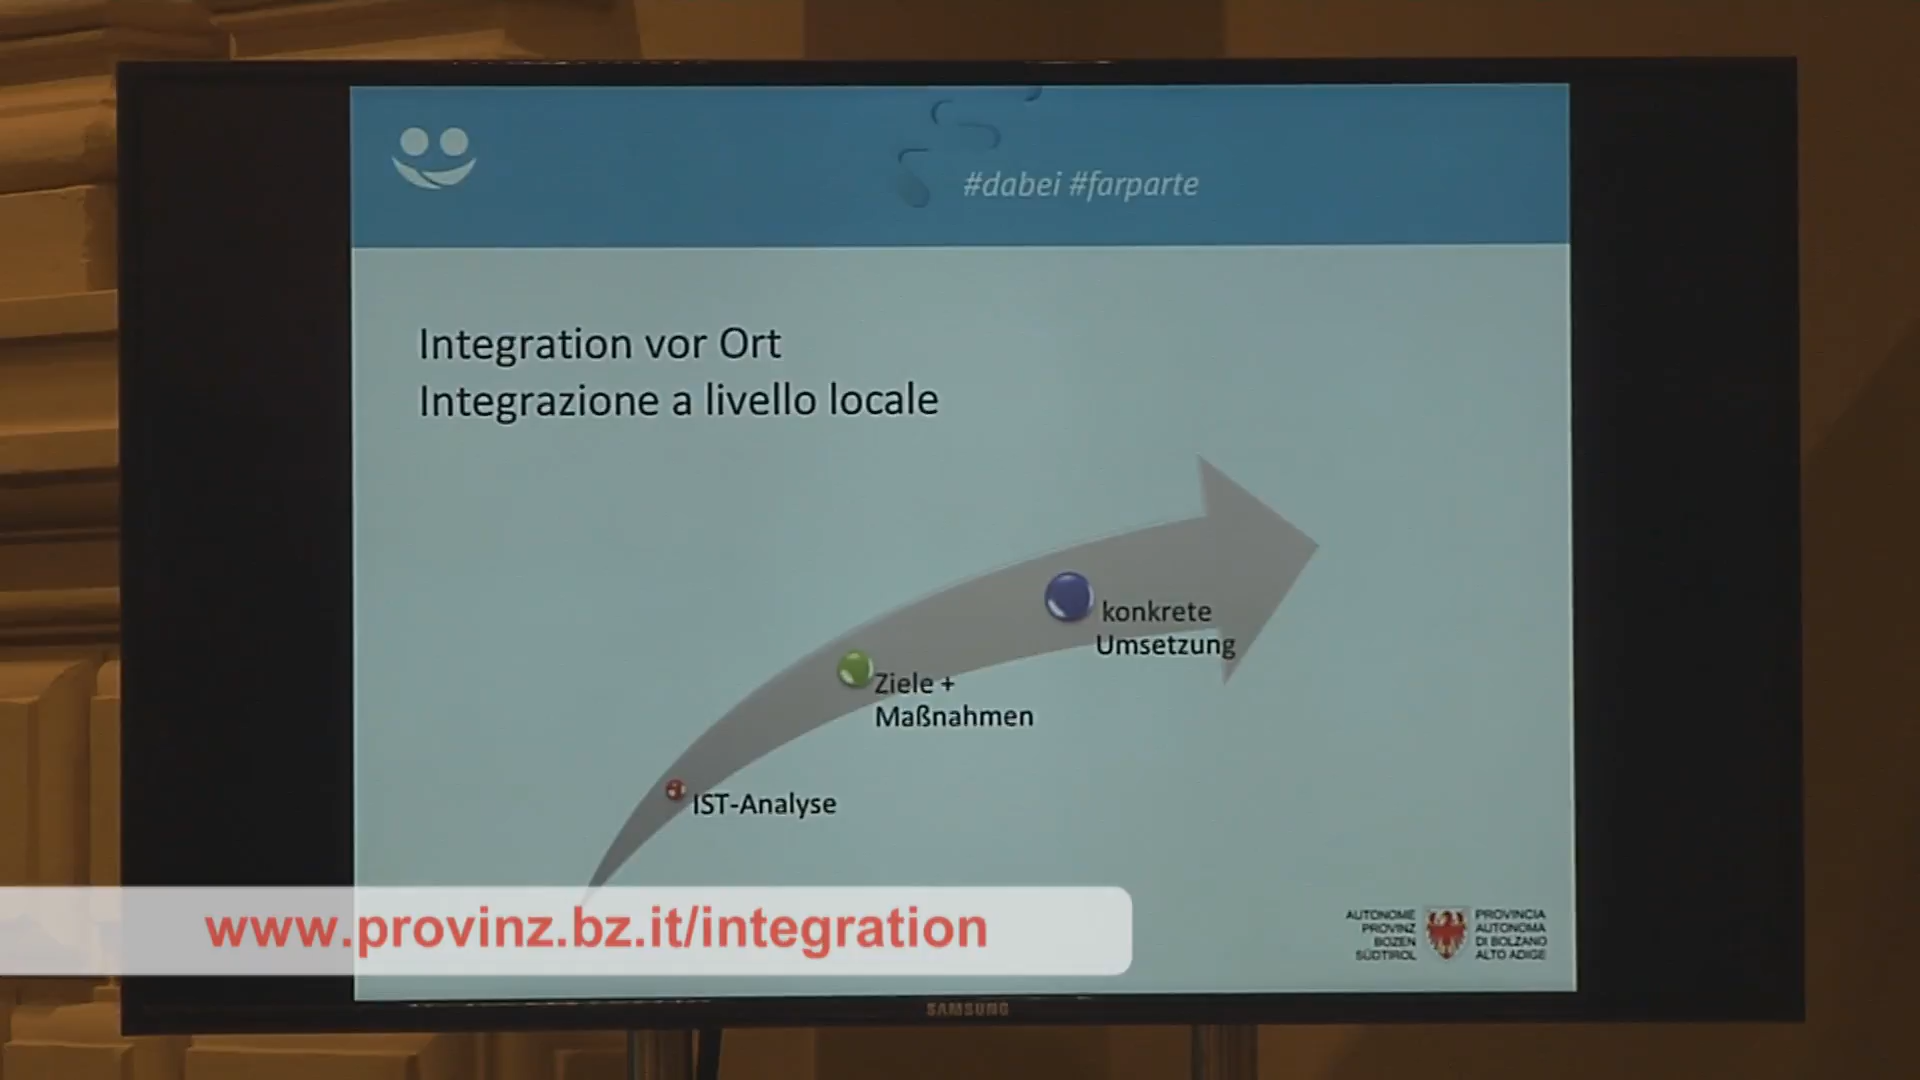 #dabei #farparte
Integration vor Ort
Integrazione a livello locale
konkrete
Umsetzung
Ziele +
Maßnahmen
IST-Analyse
www.provinz.bz.it/integration
AUTONOME
PROVINZ
BOZEN
SÜDTIROL
PROVINCIA
AUTONOMA
DI BOLZANO
ALTO ADIGE
SAMSUNG